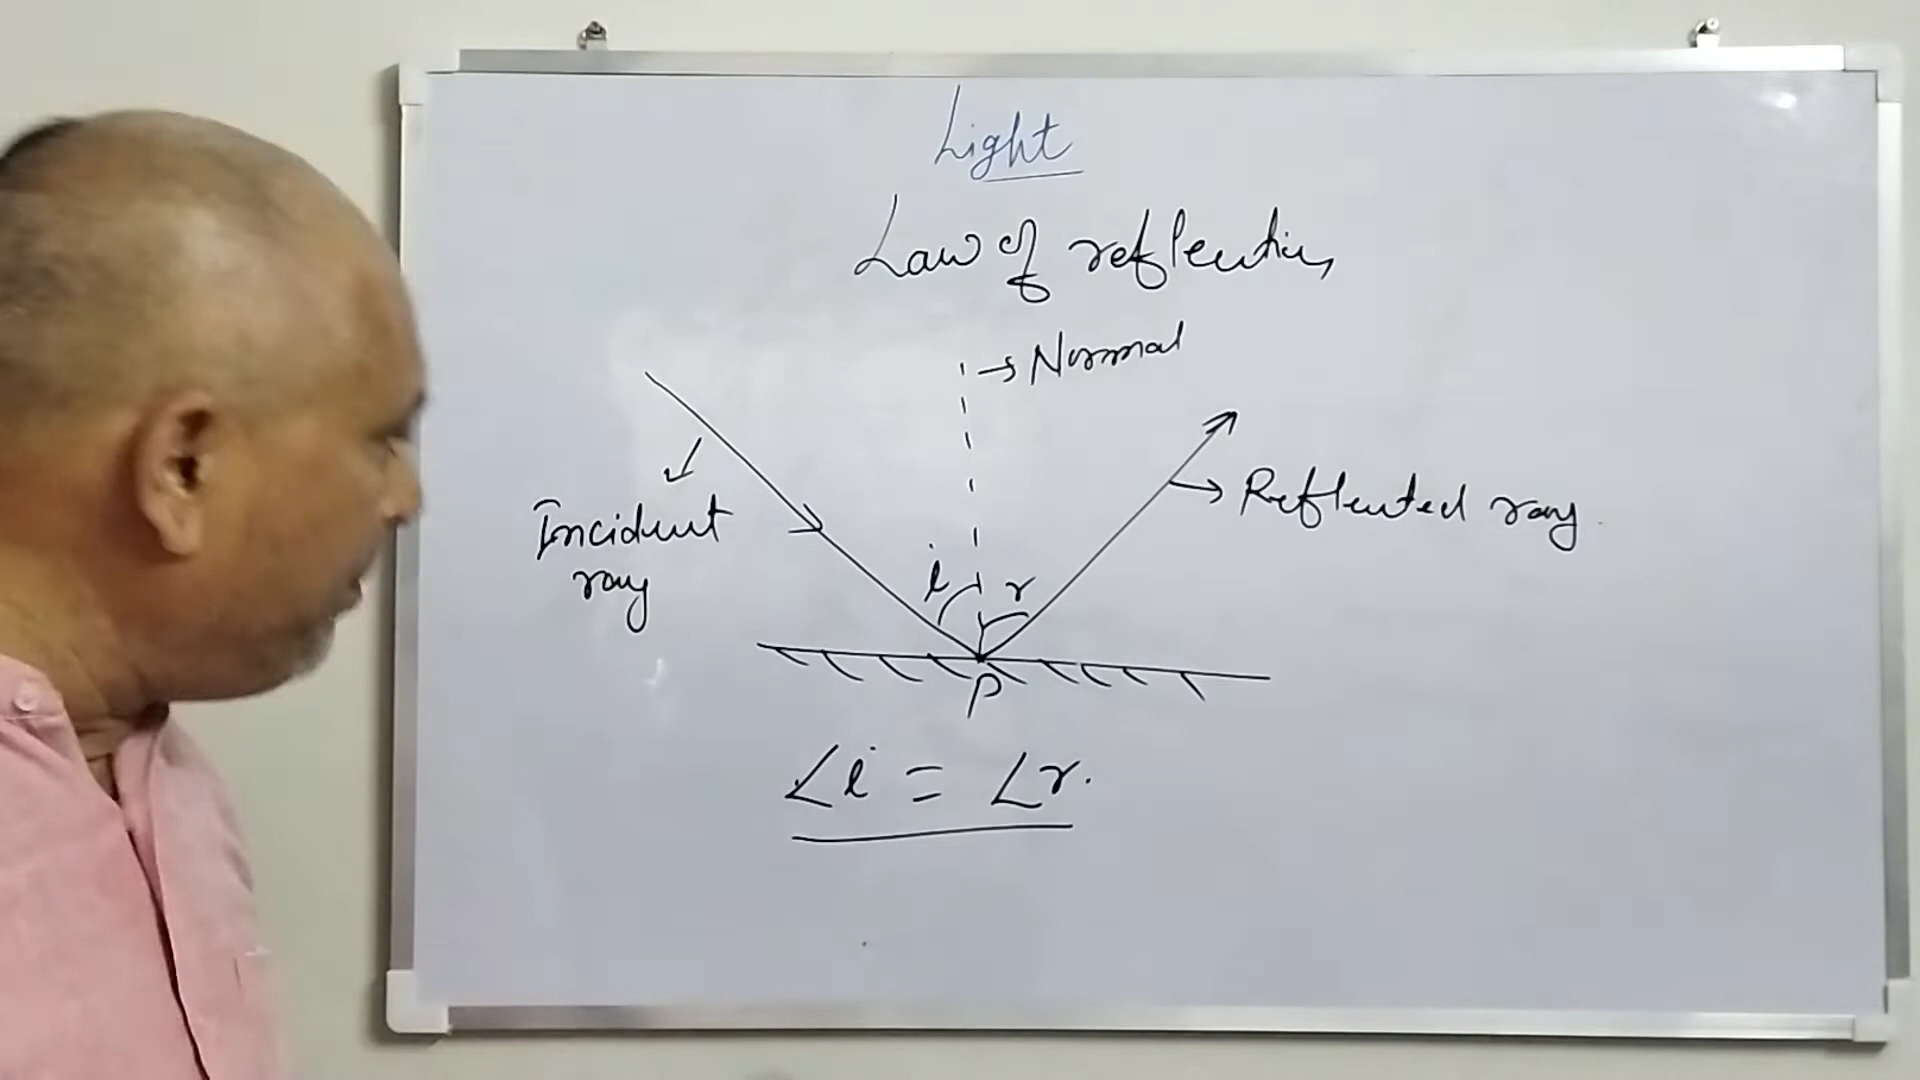 Light
Law of reflection
→ Normal
Incident
ray
→ Reflected ray.
i
r
P
∠i = ∠r.